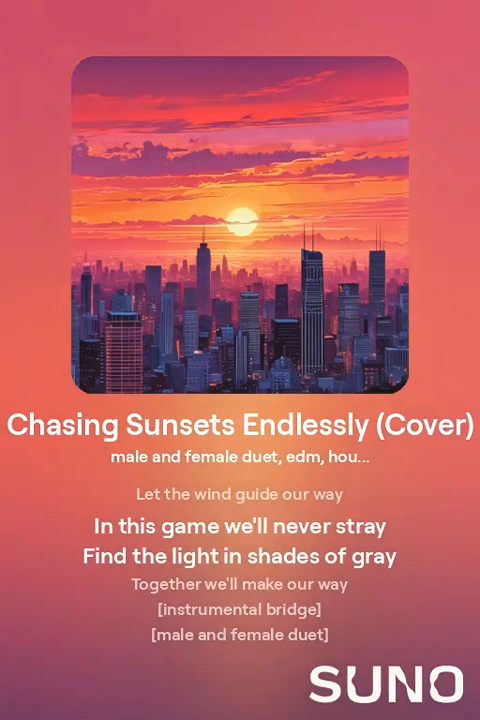 Chasing Sunsets Endlessly (Cover)
male and female duet, edm, hou...
Let the wind guide our way
In this game we'll never stray
Find the light in shades of gray
Together we'll make our way
[instrumental bridge]
[male and female duet]
SUNO